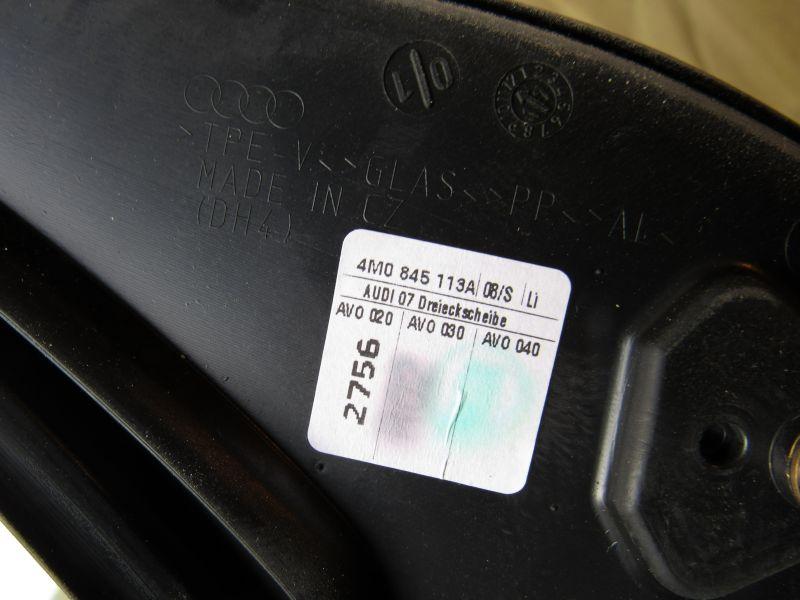 >TPE-V<>GLAS<>PP<>AL<
MADE IN CZ
(DH4)
4M0 845 113A 08/S Li
AUDI 07 Dreieckscheibe
AVO 020 AVO 030 AVO 040
2756